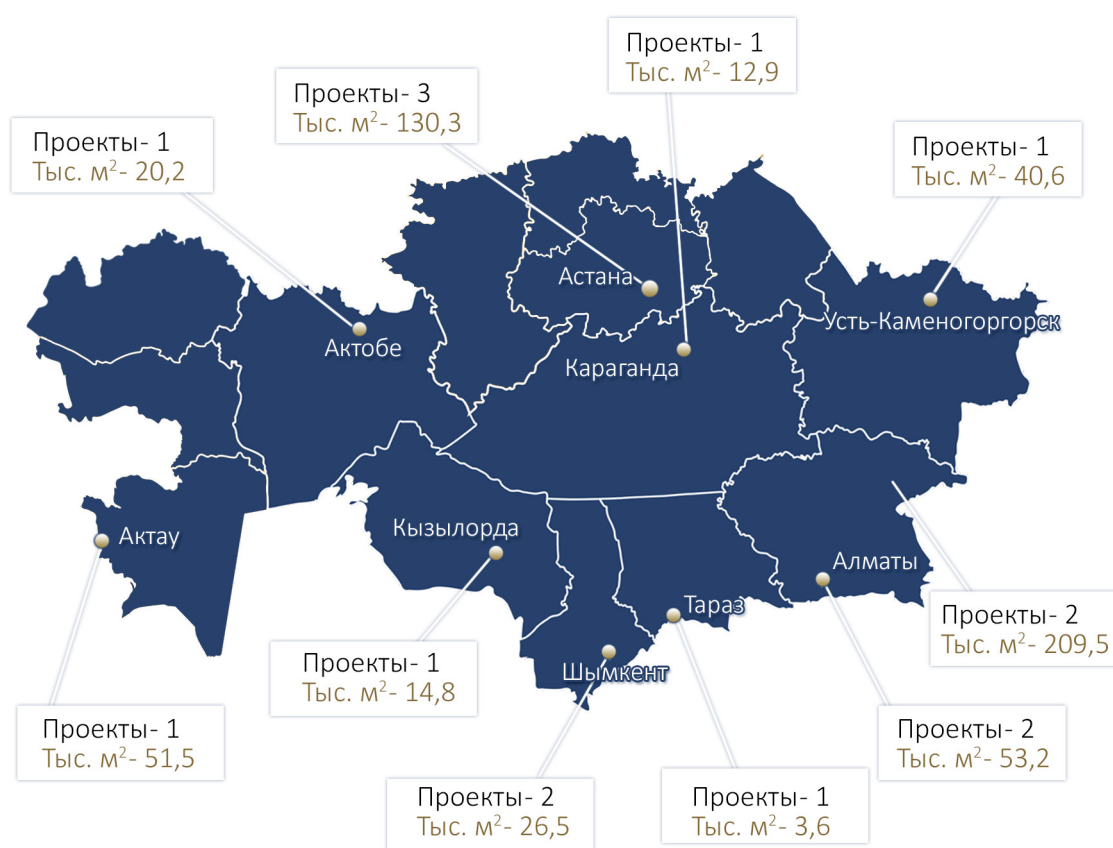 Проекты- 1
Тыс. м²- 12,9
Проекты- 3
Тыс. м²- 130,3
Проекты- 1
Тыс. м²- 20,2
Проекты- 1
Тыс. м²- 40,6
Астана
Усть-Каменогоргорск
Актобе
Караганда
Актау
Кызылорда
Алматы
Тараз
Шымкент
Проекты- 2
Тыс. м²- 209,5
Проекты- 1
Тыс. м²- 14,8
Проекты- 1
Тыс. м²- 51,5
Проекты- 2
Тыс. м²- 53,2
Проекты- 2
Тыс. м²- 26,5
Проекты- 1
Тыс. м²- 3,6